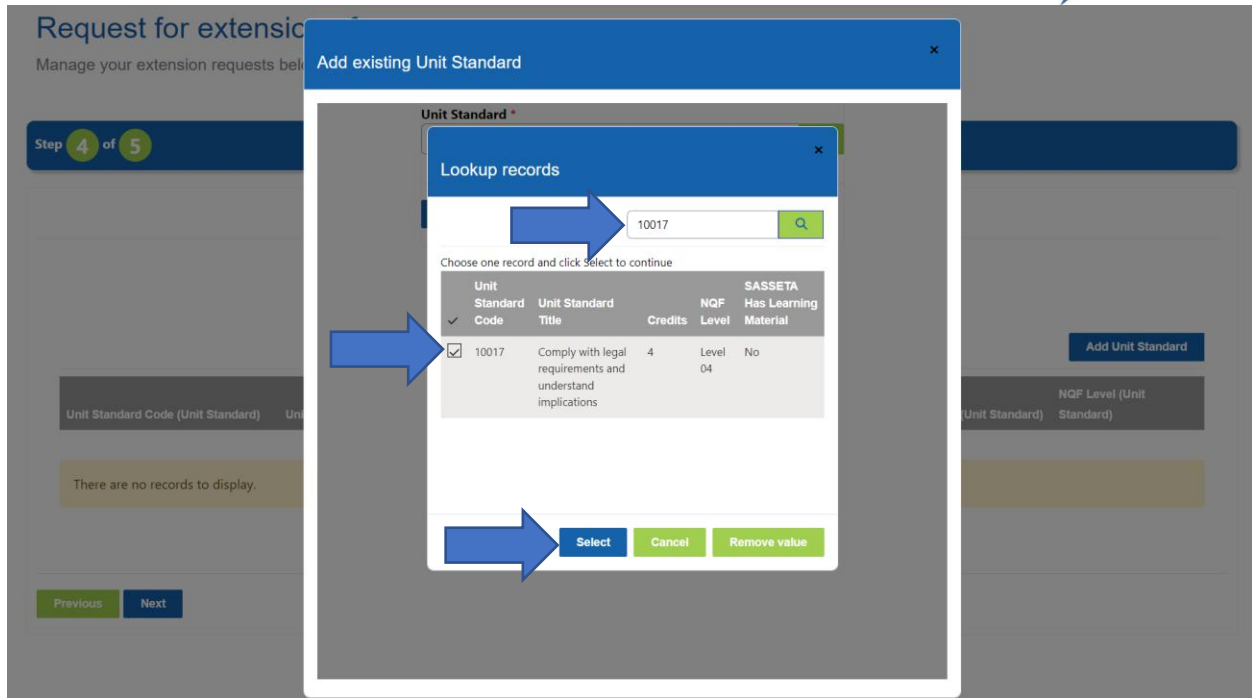 Request for extensic
Manage your extension requests bel
Add existing Unit Standard
×
Step 4 of 5
Unit Standard *
Lookup records
×
10017
Choose one record and click Select to continue
Unit Standard Code
Unit Standard Title
Credits
NQF Level
SASSETA Has Learning Material
10017
Comply with legal requirements and understand implications
4
Level 04
No
Select
Cancel
Remove value
Add Unit Standard
Unit Standard Code (Unit Standard)
Uni
(Unit Standard)
NQF Level (Unit Standard)
There are no records to display.
Previous
Next